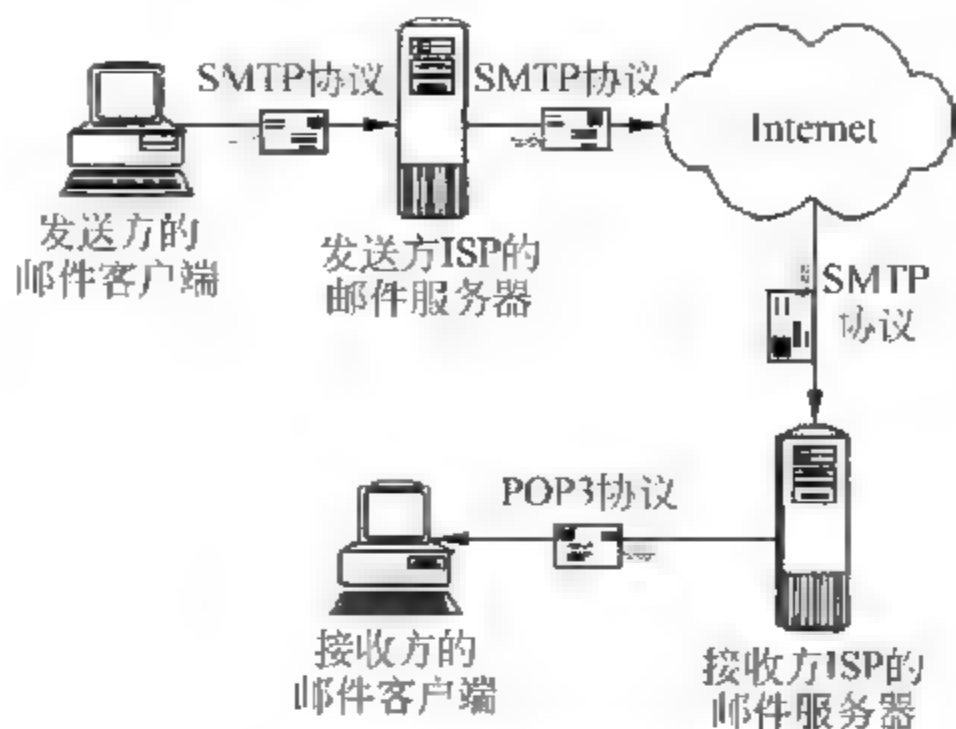 SMTP协议
SMTP协议
Internet
发送方的
邮件客户端
发送方ISP的
邮件服务器
SMTP
协议
POP3协议
接收方的
邮件客户端
接收方ISP的
邮件服务器